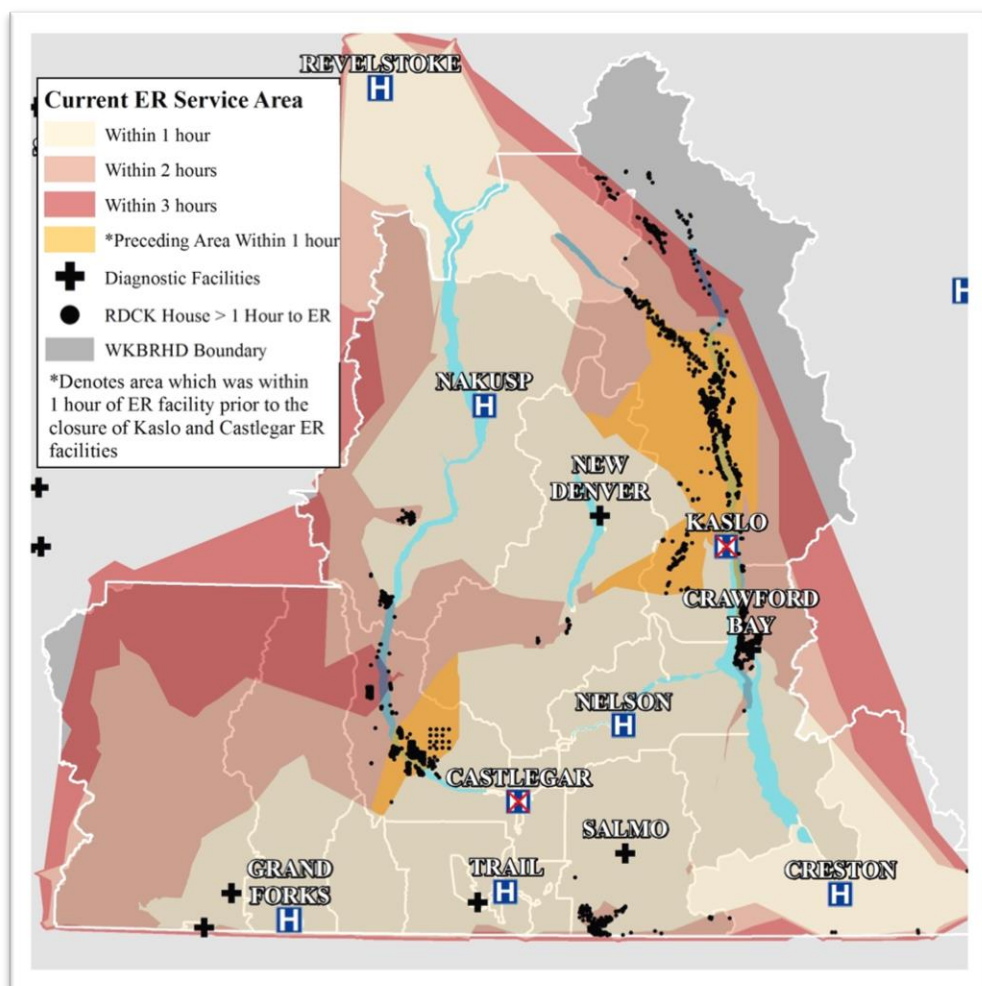 REVELSTOKE
H
Current ER Service Area
Within 1 hour
Within 2 hours
Within 3 hours
*Preceding Area Within 1 hour
Diagnostic Facilities
RDCK House > 1 Hour to ER
WKBRHD Boundary
*Denotes area which was within
1 hour of ER facility prior to the
closure of Kaslo and Castlegar ER
facilities
H
NAKUSP
H
NEW
DENVER
KASLO
CRAWFORD
BAY
NELSON
H
CASTLEGAR
SALMO
GRAND
FORKS
H
TRAIL
H
CRESTON
H